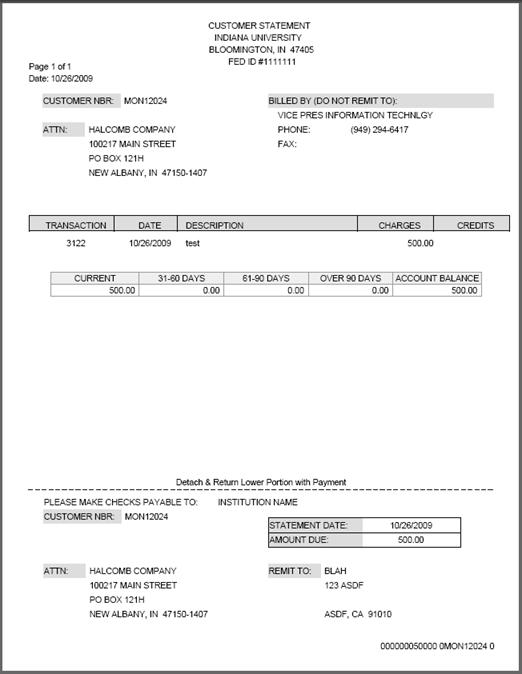 CUSTOMER STATEMENT
INDIANA UNIVERSITY
BLOOMINGTON, IN 47405
FED ID #1111111
Page 1 of 1
Date: 10/26/2009
CUSTOMER NBR: MON12024 BILLED BY (DO NOT REMIT TO):
VICE PRES INFORMATION TECHNLGY
ATTN: HALCOMB COMPANY PHONE: (949) 294-6417
100217 MAIN STREET FAX:
PO BOX 121H
NEW ALBANY, IN 47150-1407
TRANSACTION DATE DESCRIPTION CHARGES CREDITS
3122 10/26/2009 test 500.00
CURRENT 31-60 DAYS 61-90 DAYS OVER 90 DAYS ACCOUNT BALANCE
500.00 0.00 0.00 0.00 500.00
Detach & Return Lower Portion with Payment
PLEASE MAKE CHECKS PAYABLE TO: INSTITUTION NAME
CUSTOMER NBR: MON12024
STATEMENT DATE: 10/26/2009
AMOUNT DUE: 500.00
ATTN: HALCOMB COMPANY REMIT TO: BLAH
100217 MAIN STREET 123 ASDF
PO BOX 121H
NEW ALBANY, IN 47150-1407 ASDF, CA 91010
000000050000 0MON12024 0